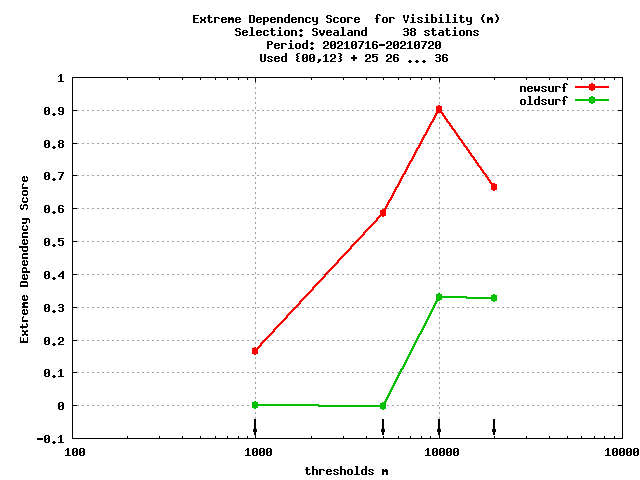 Extreme Dependency Score  for Visibility (m)
Selection: Svealand     38 stations
Period: 20210716-20210720
Used {00,12} + 25 26 ... 36
newsurf
oldsurf
Extreme Dependency Score
1
0.9
0.8
0.7
0.6
0.5
0.4
0.3
0.2
0.1
0
-0.1
100 1000 10000 10000
thresholds m